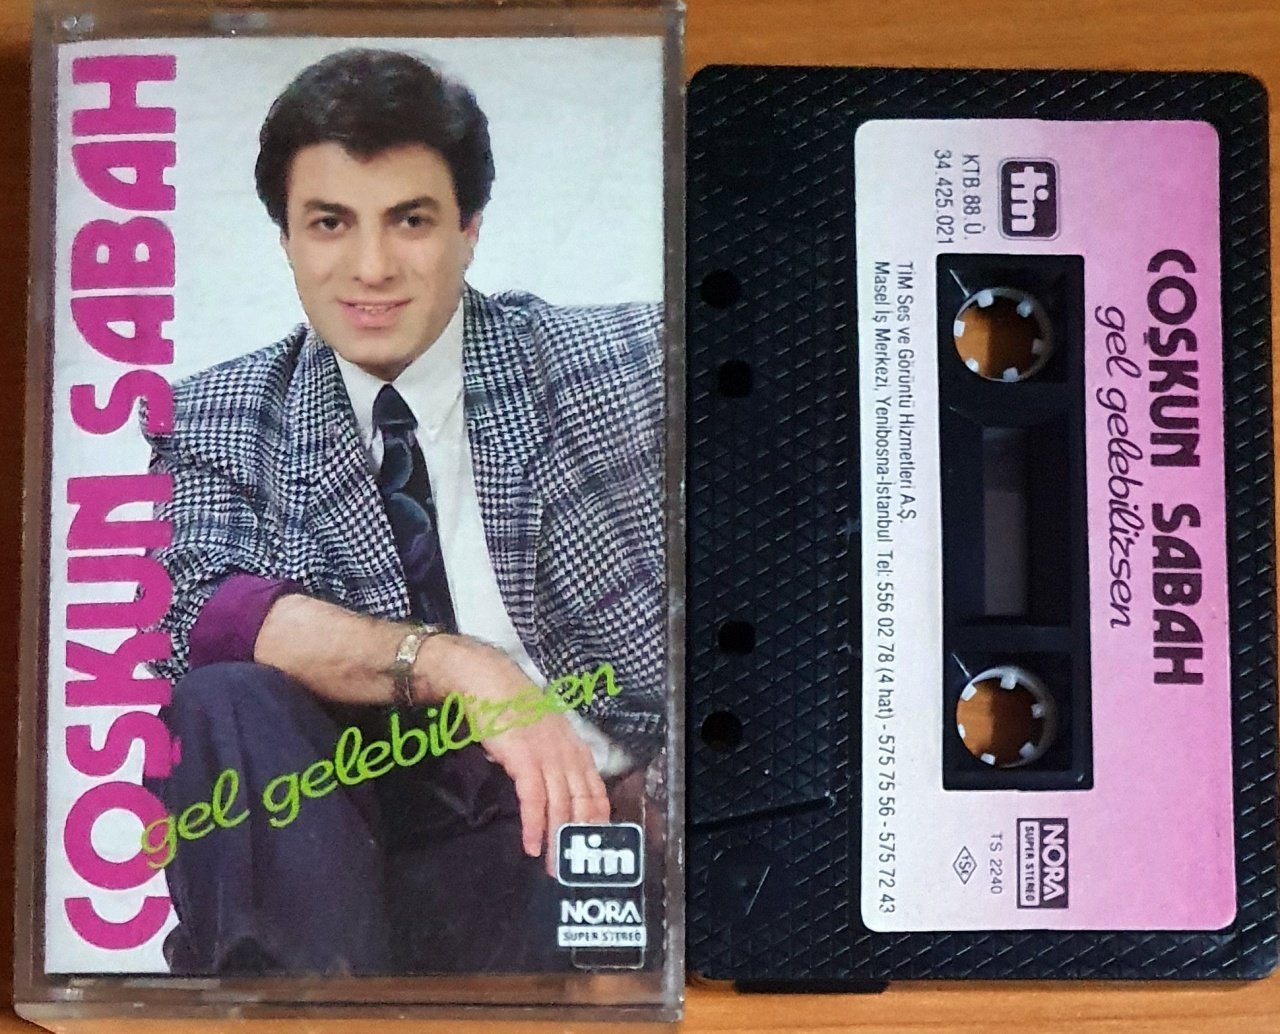 COŞKUN SABAH
gel gelebilirsen
tim
NORA
SUPER STEREO
COŞKUN SABAH
gel gelebilirsen
tim
KTB.88.Ü.
34.425.021
NORA
SUPER STEREO
TS 2240
TSE
TİM Ses ve Görüntü Hizmetleri A.Ş.
Masel İş Merkezi, Yenibosna-İstanbul Tel: 556 02 78 (4 hat) - 575 75 56 - 575 72 43